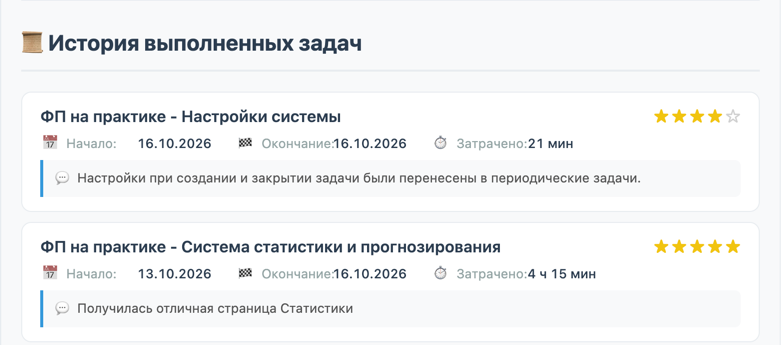 История выполненных задач
ФП на практике - Настройки системы
Начало: 16.10.2026 Окончание: 16.10.2026 Затрачено: 21 мин
Настройки при создании и закрытии задачи были перенесены в периодические задачи.
ФП на практике - Система статистики и прогнозирования
Начало: 13.10.2026 Окончание: 16.10.2026 Затрачено: 4 ч 15 мин
Получилась отличная страница Статистики